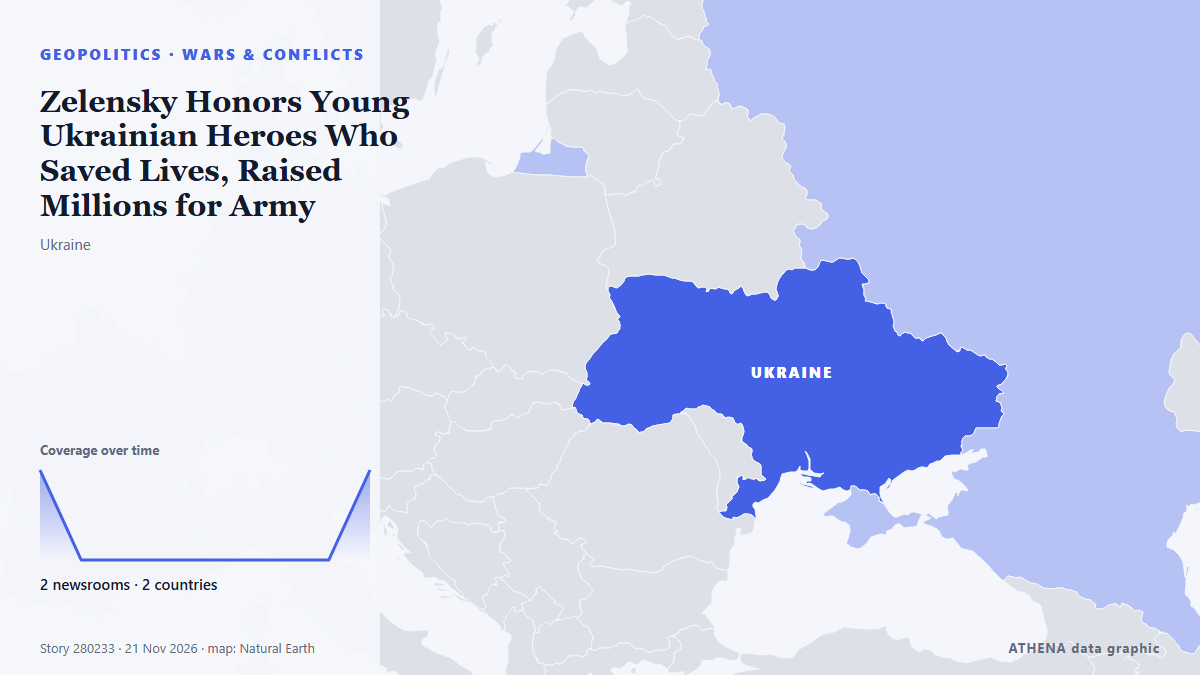 GEOPOLITICS · WARS & CONFLICTS
Zelensky Honors Young
Ukrainian Heroes Who
Saved Lives, Raised
Millions for Army
Ukraine
UKRAINE
Coverage over time
2 newsrooms · 2 countries
Story 280233 · 21 Nov 2026 · map: Natural Earth
ATHENA data graphic